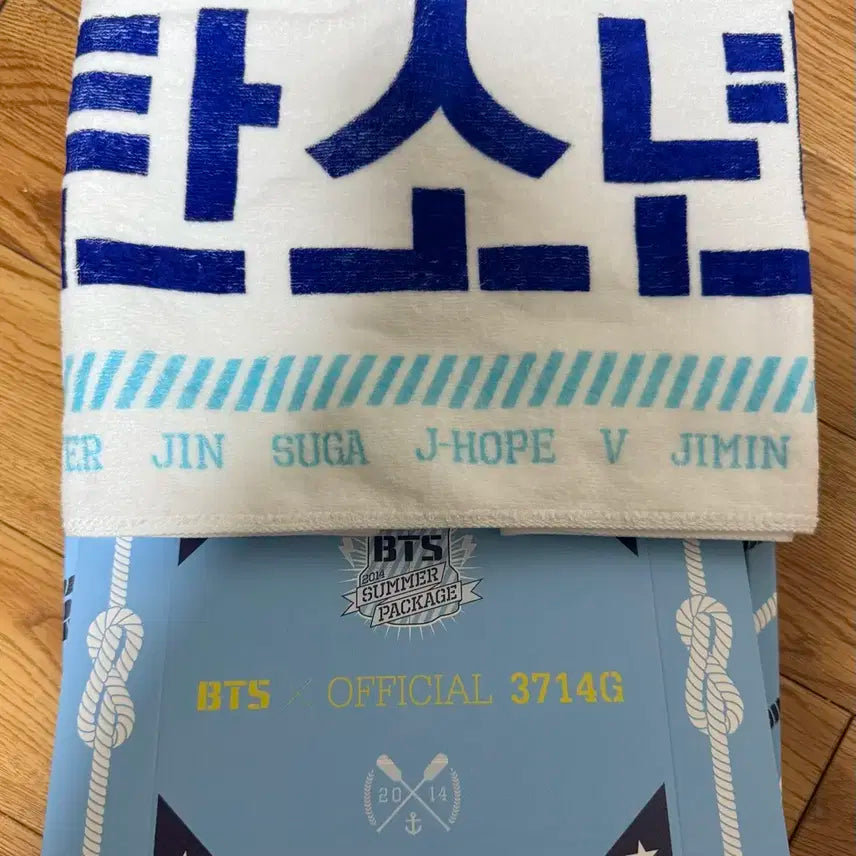 탄소년
ER JIN SUGA J-HOPE V JIMIN
BTS
2014
SUMMER
PACKAGE
BTS × OFFICIAL 3714G
20 14